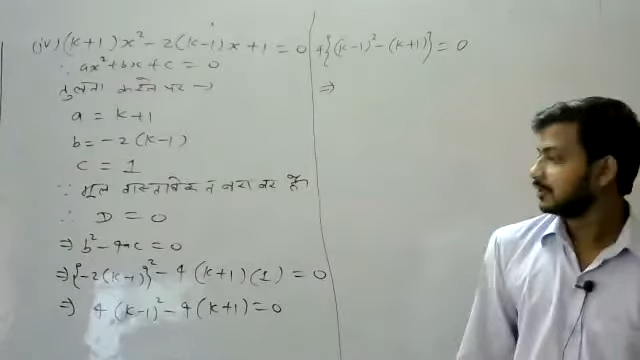 (iv) (k+1)x² - 2(k-1)x + 1 = 0
∵ ax² + bx + c = 0
तुलना करने पर →
a = k+1
b = -2(k-1)
c = 1
∵ मूल वास्तविक व बराबर हैं।
∴ D = 0
⇒ b² - 4ac = 0
⇒ {-2(k-1)}² - 4(k+1)(1) = 0
⇒ 4(k-1)² - 4(k+1) = 0
4{(k-1)² - (k+1)} = 0
⇒